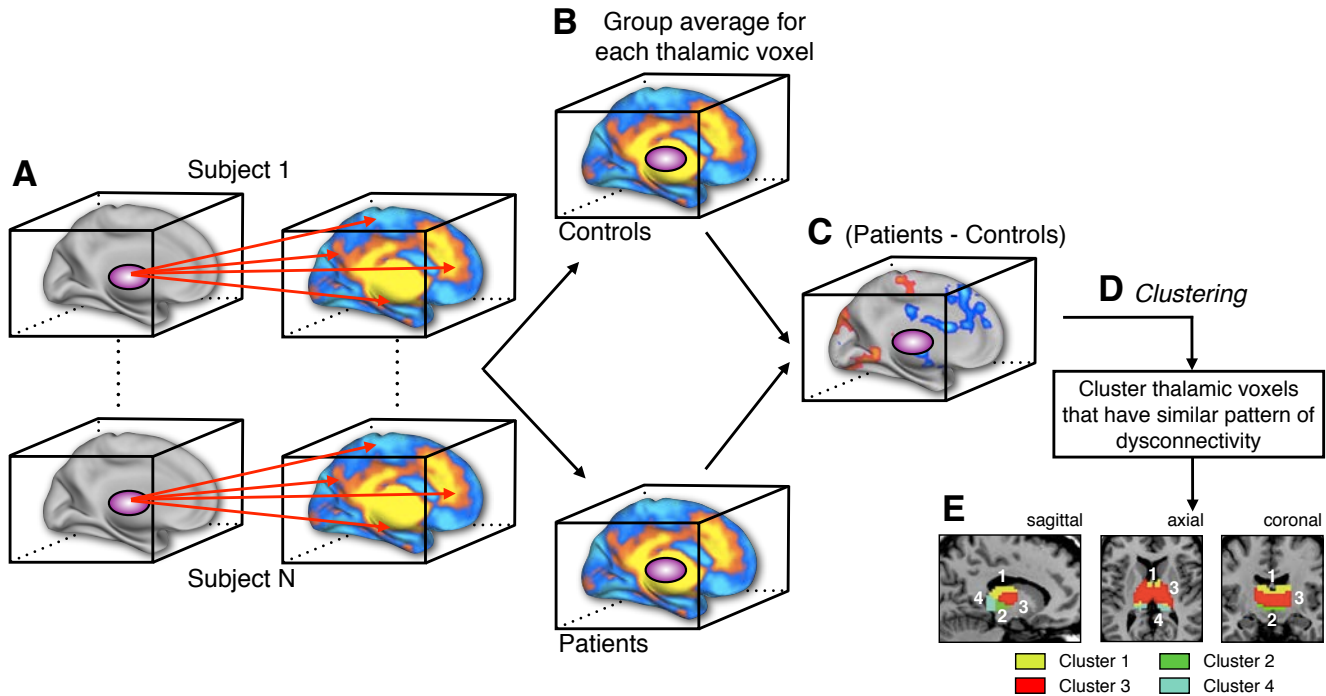 A
Subject 1
Subject N
B Group average for
each thalamic voxel
Controls
Patients
C (Patients - Controls)
D Clustering
Cluster thalamic voxels
that have similar pattern of
dysconnectivity
E
sagittal
axial
coronal
1
4
2
3
1
3
4
1
3
2
Cluster 1
Cluster 2
Cluster 3
Cluster 4